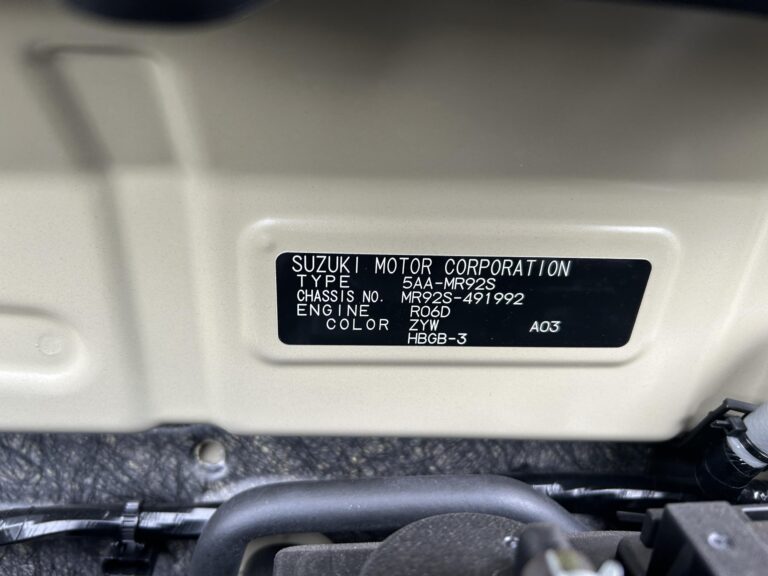 SUZUKI MOTOR CORPORATION
TYPE 5AA-MR92S
CHASSIS NO. MR92S-491992
ENGINE R06D
COLOR ZYW A03
HBGB-3